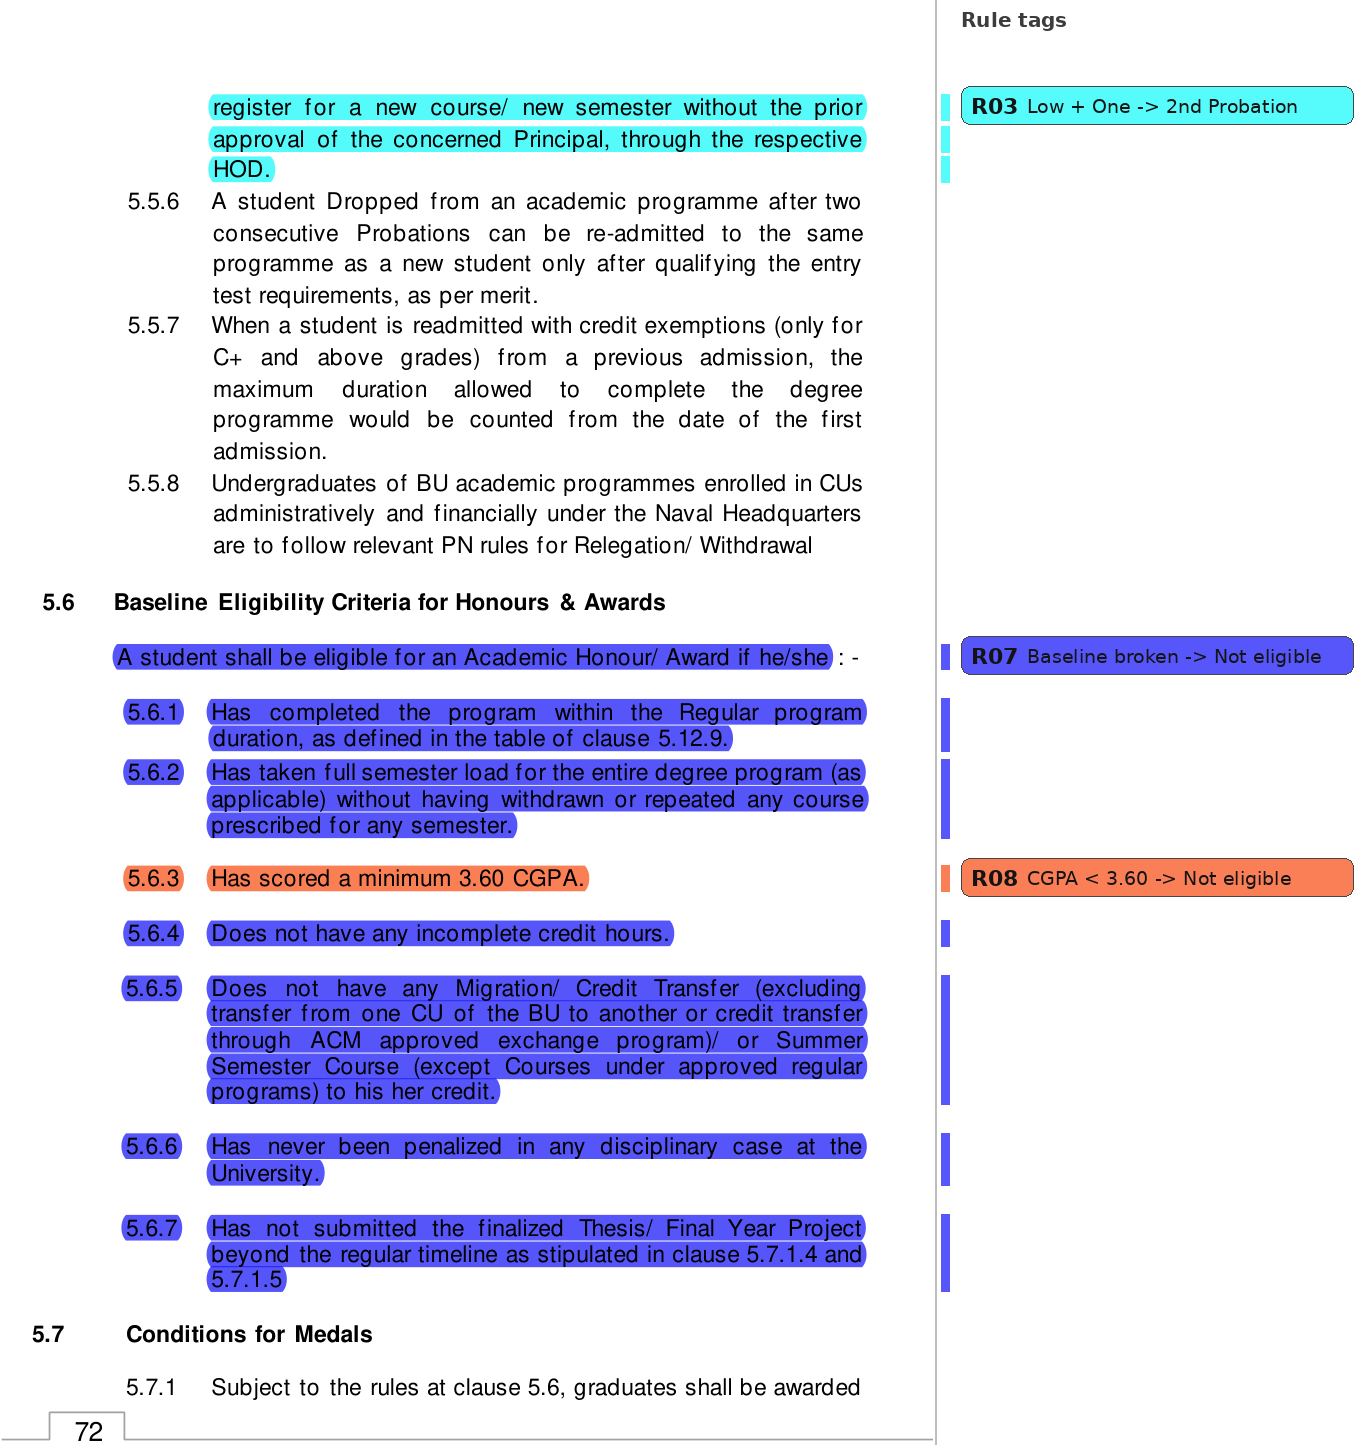 Rule tags
register for a new course/ new semester without the prior
R03 Low + One -> 2nd Probation
approval of the concerned Principal, through the respective
HOD.
5.5.6 A student Dropped from an academic programme after two
consecutive Probations can be re-admitted to the same
programme as a new student only after qualifying the entry
test requirements, as per merit.
5.5.7 When a student is readmitted with credit exemptions (only for
C+ and above grades) from a previous admission, the
maximum duration allowed to complete the degree
programme would be counted from the date of the first
admission.
5.5.8 Undergraduates of BU academic programmes enrolled in CUs
administratively and financially under the Naval Headquarters
are to follow relevant PN rules for Relegation/ Withdrawal
5.6 Baseline Eligibility Criteria for Honours & Awards
A student shall be eligible for an Academic Honour/ Award if he/she : -
R07 Baseline broken -> Not eligible
5.6.1 Has completed the program within the Regular program
duration, as defined in the table of clause 5.12.9.
5.6.2 Has taken full semester load for the entire degree program (as
applicable) without having withdrawn or repeated any course
prescribed for any semester.
5.6.3 Has scored a minimum 3.60 CGPA.
R08 CGPA < 3.60 -> Not eligible
5.6.4 Does not have any incomplete credit hours.
5.6.5 Does not have any Migration/ Credit Transfer (excluding
transfer from one CU of the BU to another or credit transfer
through ACM approved exchange program)/ or Summer
Semester Course (except Courses under approved regular
programs) to his her credit.
5.6.6 Has never been penalized in any disciplinary case at the
University.
5.6.7 Has not submitted the finalized Thesis/ Final Year Project
beyond the regular timeline as stipulated in clause 5.7.1.4 and
5.7.1.5
5.7 Conditions for Medals
5.7.1 Subject to the rules at clause 5.6, graduates shall be awarded
72